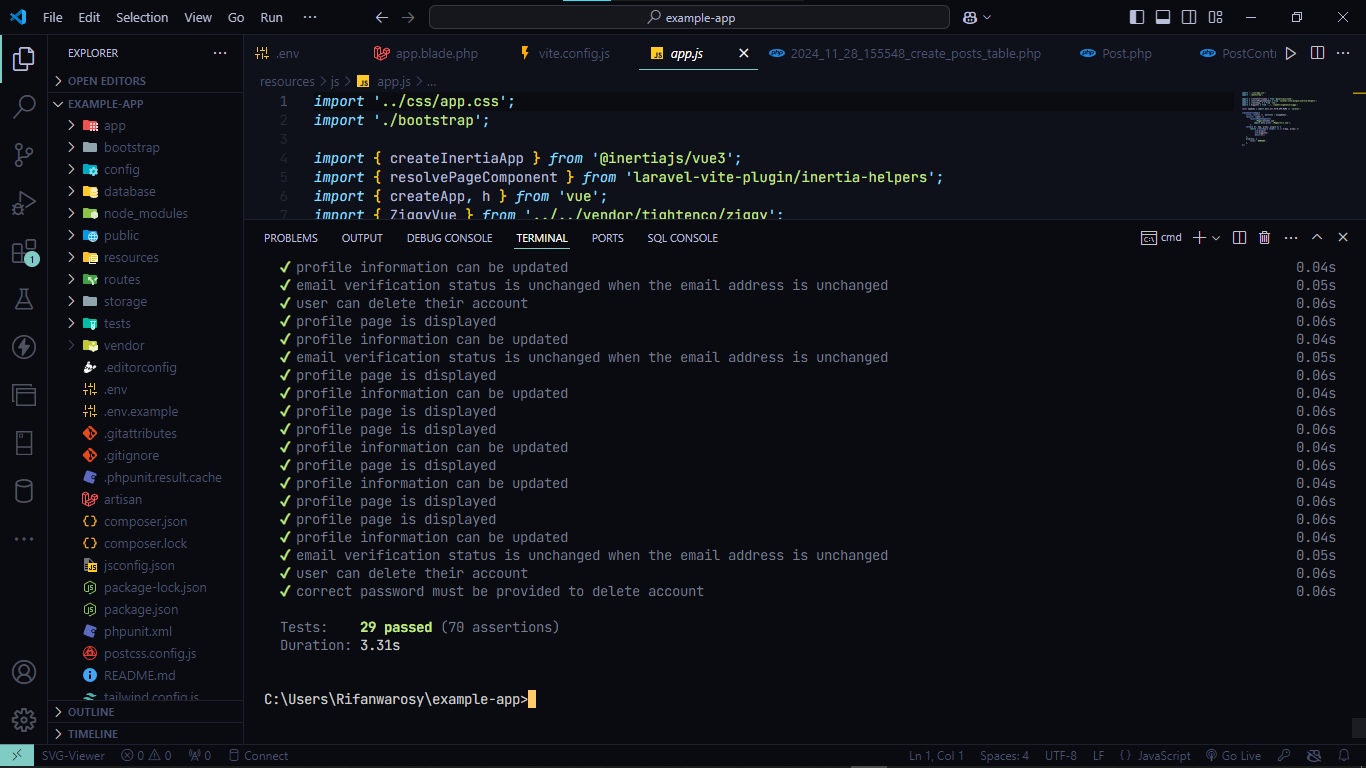 File Edit Selection View Go Run ··· example-app
EXPLORER ···
OPEN EDITORS
EXAMPLE-APP
app
bootstrap
config
database
node_modules
public
resources
routes
storage
tests
vendor
.editorconfig
.env
.env.example
.gitattributes
.gitignore
.phpunit.result.cache
artisan
composer.json
composer.lock
jsconfig.json
package-lock.json
package.json
phpunit.xml
postcss.config.js
README.md
tailwind.config.js
OUTLINE
TIMELINE
1
.env app.blade.php vite.config.js app.js 2024_11_28_155548_create_posts_table.php Post.php PostContr
resources > js > app.js > ...
1 import '../css/app.css';
2 import './bootstrap';
3
4 import { createInertiaApp } from '@inertiajs/vue3';
5 import { resolvePageComponent } from 'laravel-vite-plugin/inertia-helpers';
6 import { createApp, h } from 'vue';
7 import { ZiggyVue } from '../../vendor/tightenco/ziggy';
PROBLEMS OUTPUT DEBUG CONSOLE TERMINAL PORTS SQL CONSOLE cmd
✓ profile information can be updated 0.04s
✓ email verification status is unchanged when the email address is unchanged 0.05s
✓ user can delete their account 0.06s
✓ profile page is displayed 0.06s
✓ profile information can be updated 0.04s
✓ email verification status is unchanged when the email address is unchanged 0.05s
✓ profile page is displayed 0.06s
✓ profile information can be updated 0.04s
✓ profile page is displayed 0.06s
✓ profile page is displayed 0.06s
✓ profile information can be updated 0.04s
✓ profile page is displayed 0.06s
✓ profile information can be updated 0.04s
✓ profile page is displayed 0.06s
✓ profile page is displayed 0.06s
✓ profile information can be updated 0.04s
✓ email verification status is unchanged when the email address is unchanged 0.05s
✓ user can delete their account 0.06s
✓ correct password must be provided to delete account 0.06s
Tests: 29 passed (70 assertions)
Duration: 3.31s
C:\Users\Rifanwarosy\example-app>
SVG-Viewer 0 0 0 Connect Ln 1, Col 1 Spaces: 4 UTF-8 LF { } JavaScript Go Live